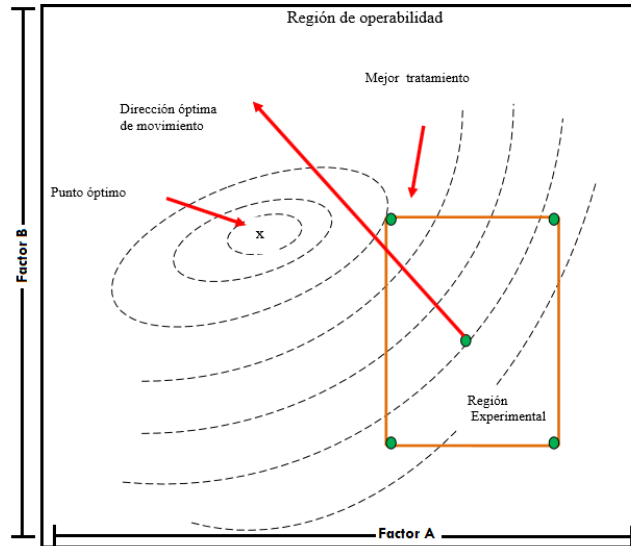 Región de operabilidad
Mejor tratamiento
Dirección óptima
de movimiento
Punto óptimo
x
Factor B
Región
Experimental
Factor A